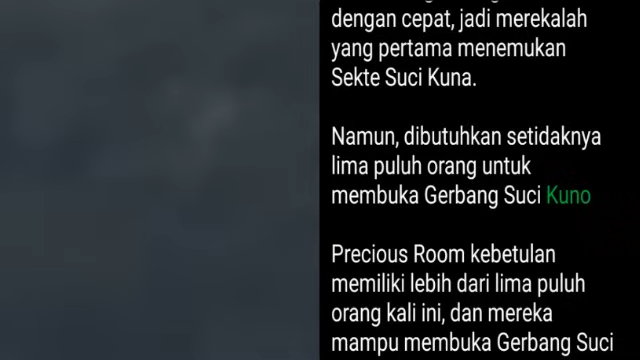 dengan cepat, jadi merekalah
yang pertama menemukan
Sekte Suci Kuna.
Namun, dibutuhkan setidaknya
lima puluh orang untuk
membuka Gerbang Suci Kuno
Precious Room kebetulan
memiliki lebih dari lima puluh
orang kali ini, dan mereka
mampu membuka Gerbang Suci